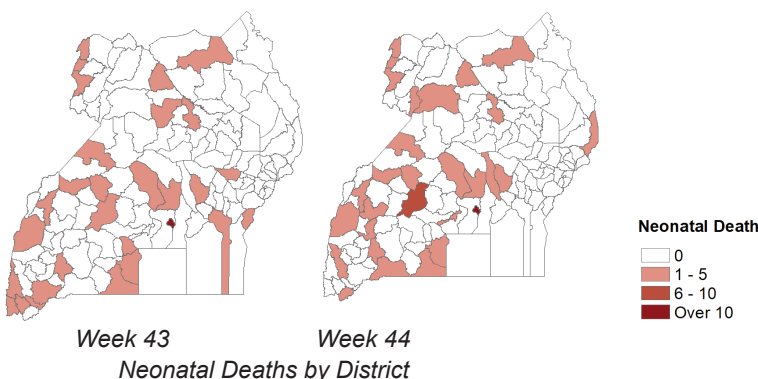 Neonatal Death
0
1 - 5
6 - 10
Over 10
Week 43
Week 44
Neonatal Deaths by District